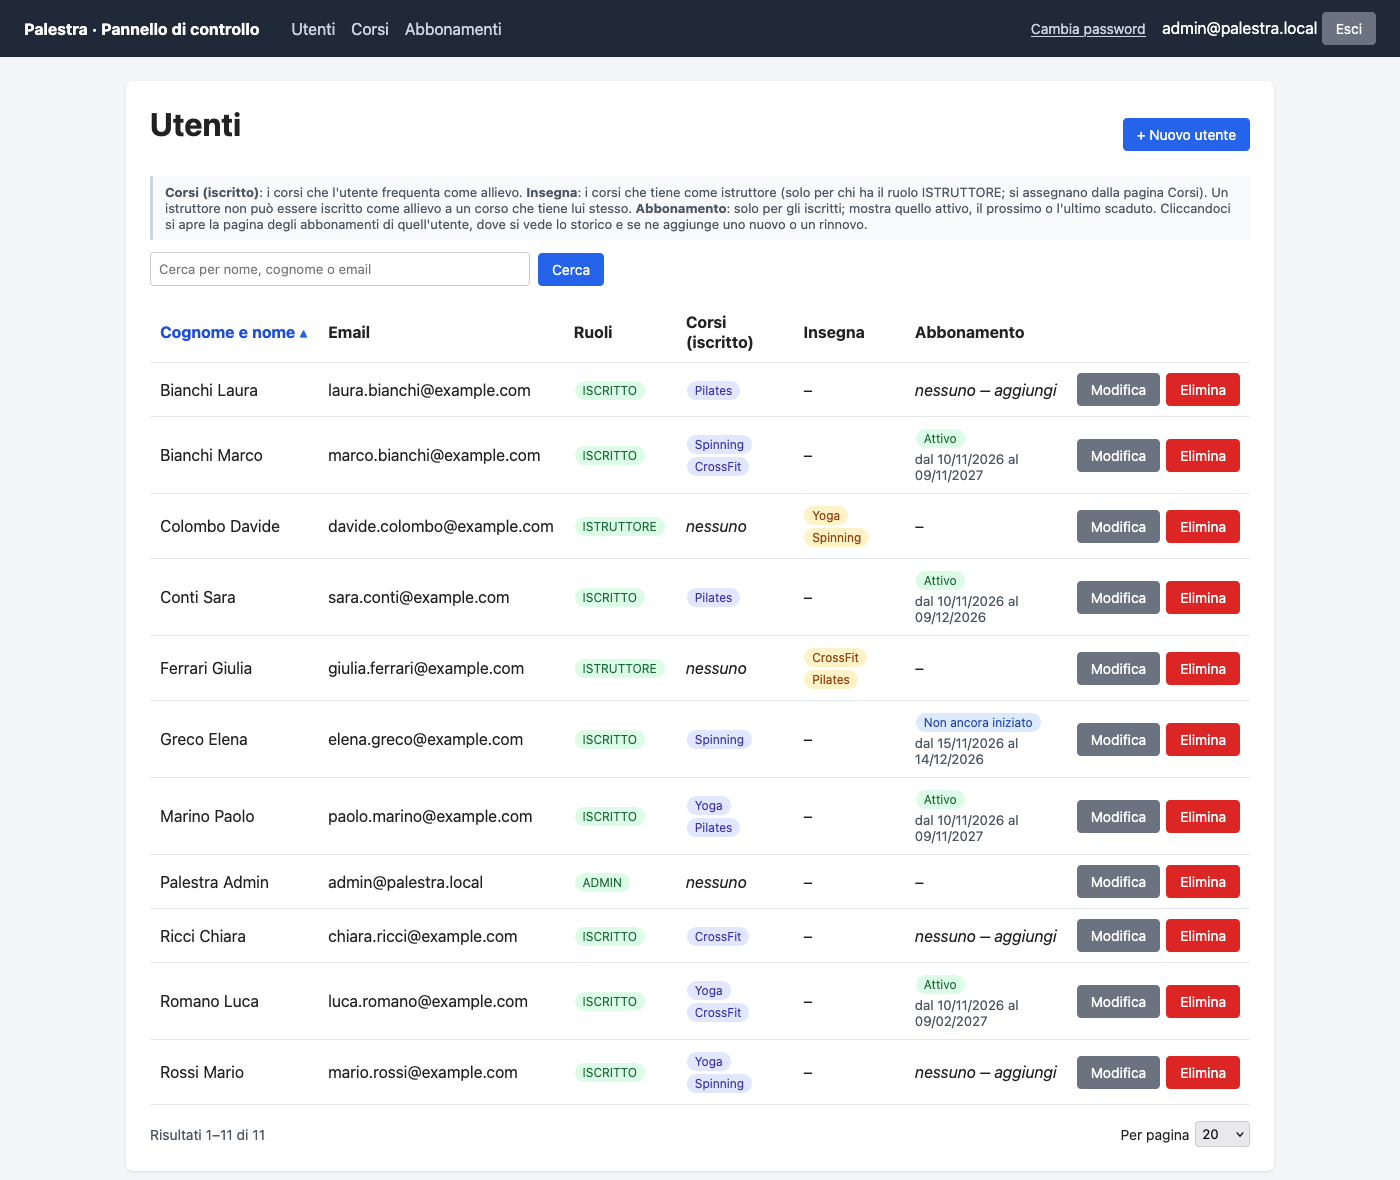 Palestra · Pannello di controllo Utenti Corsi Abbonamenti Cambia password admin@palestra.local Esci
Utenti
+ Nuovo utente
Corsi (iscritto): i corsi che l'utente frequenta come allievo. Insegna: i corsi che tiene come istruttore (solo per chi ha il ruolo ISTRUTTORE; si assegnano dalla pagina Corsi). Un
istruttore non può essere iscritto come allievo a un corso che tiene lui stesso. Abbonamento: solo per gli iscritti; mostra quello attivo, il prossimo o l'ultimo scaduto. Cliccandoci
si apre la pagina degli abbonamenti di quell'utente, dove si vede lo storico e se ne aggiunge uno nuovo o un rinnovo.
Cerca per nome, cognome o email Cerca
Cognome e nome ▲ Email Ruoli Corsi (iscritto) Insegna Abbonamento
Bianchi Laura laura.bianchi@example.com ISCRITTO Pilates – nessuno — aggiungi Modifica Elimina
Bianchi Marco marco.bianchi@example.com ISCRITTO Spinning CrossFit – Attivo dal 10/11/2026 al 09/11/2027 Modifica Elimina
Colombo Davide davide.colombo@example.com ISTRUTTORE nessuno Yoga Spinning – Modifica Elimina
Conti Sara sara.conti@example.com ISCRITTO Pilates – Attivo dal 10/11/2026 al 09/12/2026 Modifica Elimina
Ferrari Giulia giulia.ferrari@example.com ISTRUTTORE nessuno CrossFit Pilates – Modifica Elimina
Greco Elena elena.greco@example.com ISCRITTO Spinning – Non ancora iniziato dal 15/11/2026 al 14/12/2026 Modifica Elimina
Marino Paolo paolo.marino@example.com ISCRITTO Yoga Pilates – Attivo dal 10/11/2026 al 09/11/2027 Modifica Elimina
Palestra Admin admin@palestra.local ADMIN nessuno – – Modifica Elimina
Ricci Chiara chiara.ricci@example.com ISCRITTO CrossFit – nessuno — aggiungi Modifica Elimina
Romano Luca luca.romano@example.com ISCRITTO Yoga CrossFit – Attivo dal 10/11/2026 al 09/02/2027 Modifica Elimina
Rossi Mario mario.rossi@example.com ISCRITTO Yoga Spinning – nessuno — aggiungi Modifica Elimina
Risultati 1–11 di 11 Per pagina 20